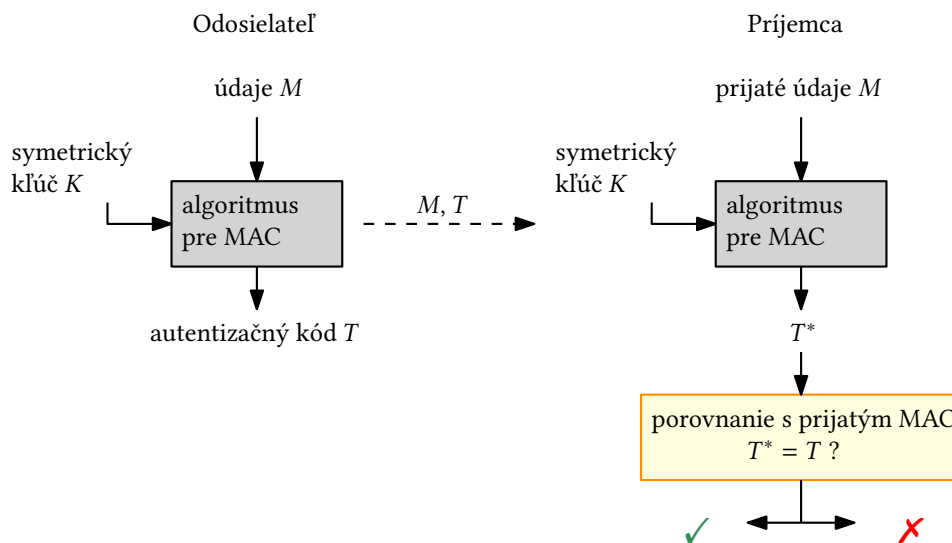 Odosielateľ
Príjemca
údaje M
prijaté údaje M
symetrický
kľúč K
symetrický
kľúč K
algoritmus
pre MAC
M, T
algoritmus
pre MAC
autentizačný kód T
T*
porovnanie s prijatým MAC
T* = T ?
✓
✗